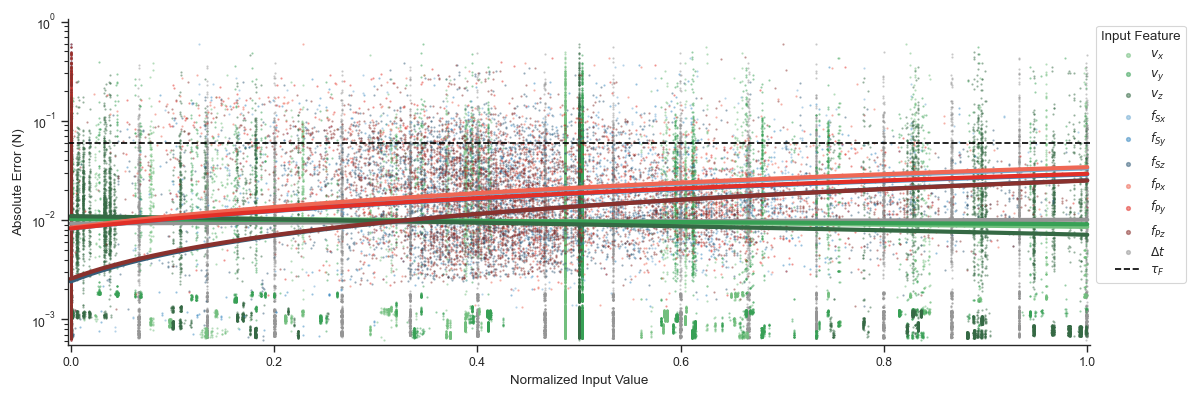 Absolute Error (N)
10⁰
10⁻¹
10⁻²
10⁻³
0.0 0.2 0.4 0.6 0.8 1.0
Normalized Input Value
Input Feature
vₓ
v_y
v_z
f_Sx
f_Sy
f_Sz
f_Px
f_Py
f_Pz
Δt
τ_F